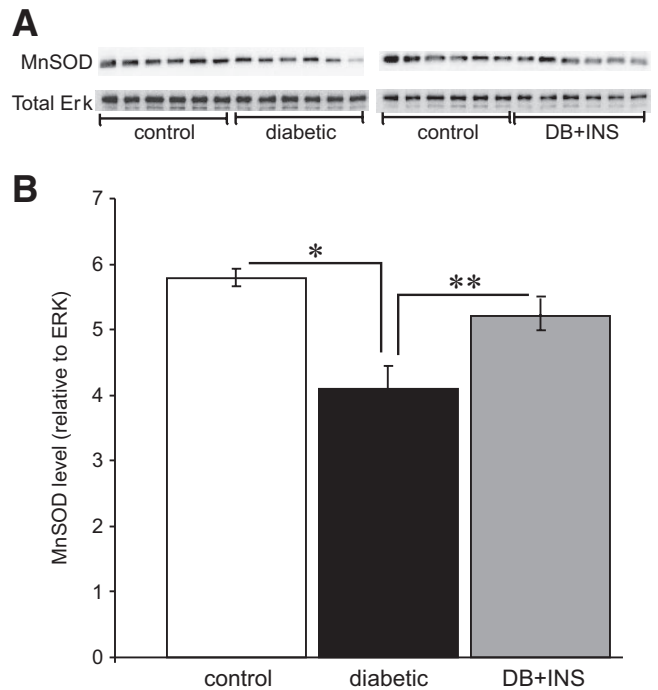 A
MnSOD
Total Erk
control diabetic control DB+INS
B
MnSOD level (relative to ERK)
7
6
5
4
3
2
1
0
*
**
control diabetic DB+INS